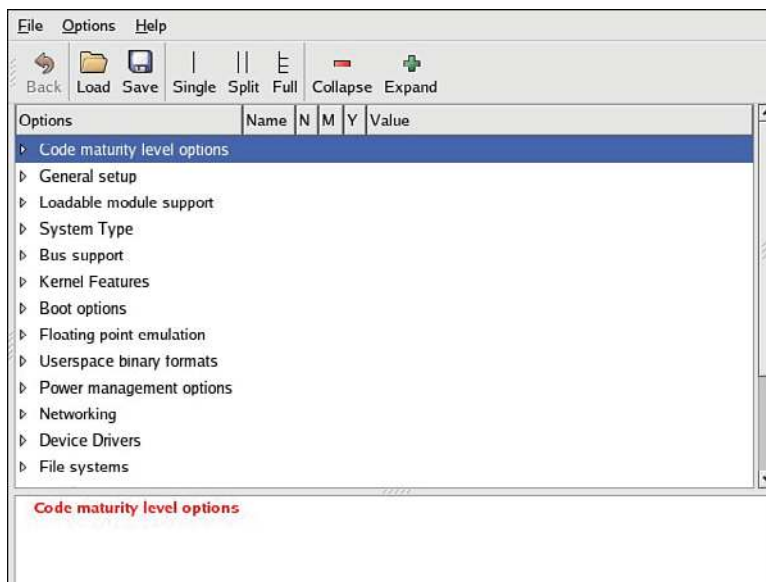 File Options Help
Back Load Save Single Split Full Collapse Expand
Options Name N M Y Value
Code maturity level options
General setup
Loadable module support
System Type
Bus support
Kernel Features
Boot options
Floating point emulation
Userspace binary formats
Power management options
Networking
Device Drivers
File systems
Code maturity level options